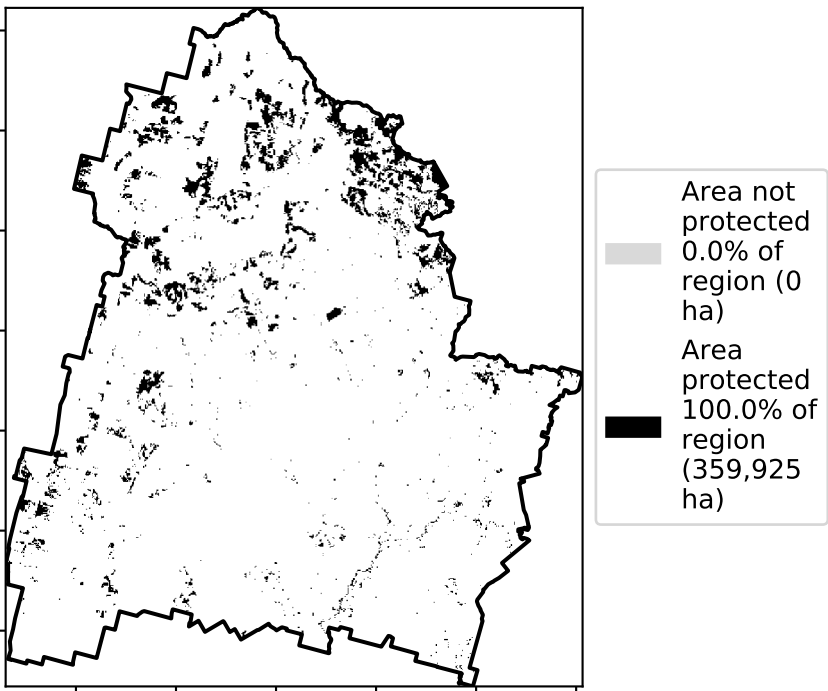 Area not
protected
0.0% of
region (0
ha)
Area
protected
100.0% of
region
(359,925
ha)